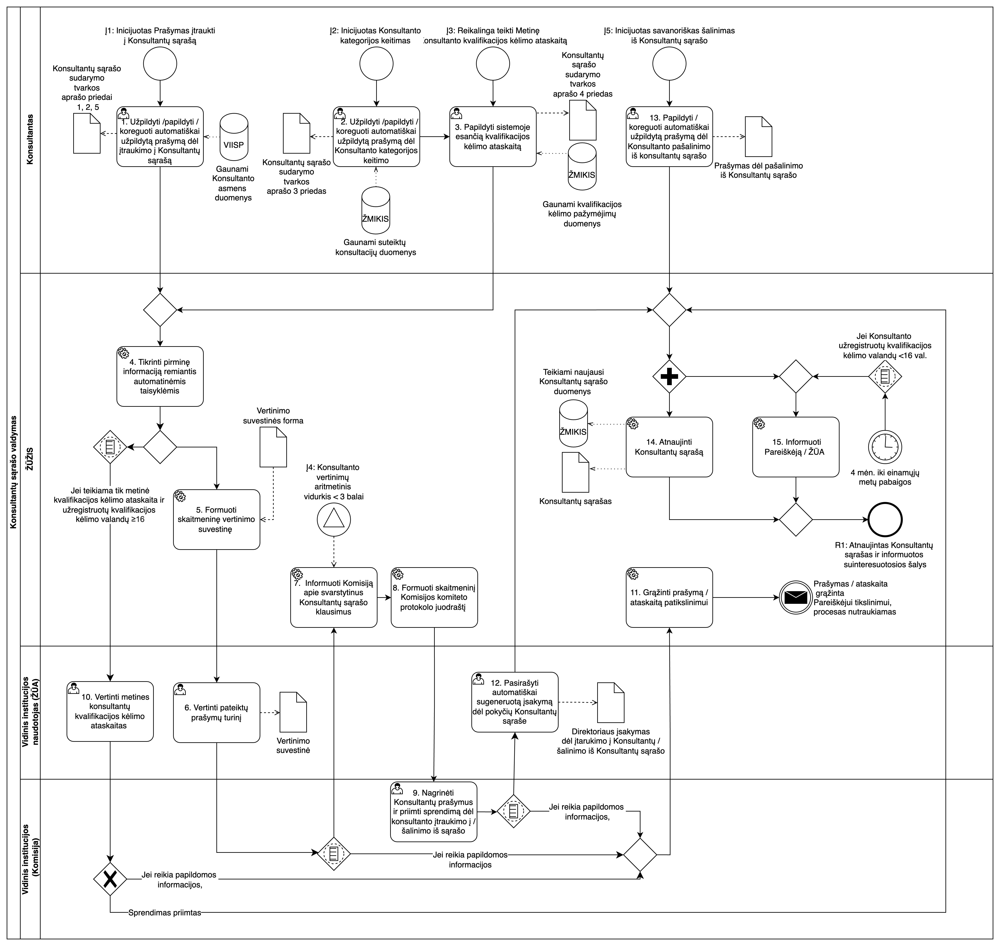 Konsultantų sąrašo valdymas
Konsultantas
Į1: Inicijuotas Prašymas įtraukti
į Konsultantų sąrašą
Į2: Inicijuotas Konsultanto
kategorijos keitimas
Į3: Reikalinga teikti Metinę
onsultanto kvalifikacijos kėlimo ataskaitą
Į5: Inicijuotas savanoriškas šalinimas
iš Konsultantų sąrašo
Konsultantų sąrašo
sudarymo
tvarkos
aprašo priedai
1, 2, 5
1. Užpildyti /papildyti /
koreguoti automatiškai
užpildytą prašymą dėl
įtraukimo į Konsultantų
sąrašą
VIISP
Gaunami
Konsultanto
asmens
duomenys
Konsultantų sąrašo
sudarymo
tvarkos
aprašo 3 priedas
2. Užpildyti /papildyti /
koreguoti automatiškai
užpildytą prašymą dėl
Konsultanto kategorijos
keitimo
ŽMIKIS
Gaunami suteiktų
konsultacijų duomenys
3. Papildyti sistemoje
esančią kvalifikacijos
kėlimo ataskaitą
Konsultantų
sąrašo
sudarymo
tvarkos
aprašo 4 priedas
ŽMIKIS
Gaunami kvalifikacijos
kėlimo pažymėjimų
duomenys
13. Papildyti /
koreguoti automatiškai
užpildytą prašymą dėl
Konsultanto pašalinimo
iš konsultantų sąrašo
Prašymas dėl pašalinimo
iš Konsultantų sąrašo
ŽŪŽIS
4. Tikrinti pirminę
informaciją remiantis
automatinėmis
taisyklėmis
Jei teikiama tik metinė
kvalifikacijos kėlimo ataskaita ir
užregistruotų kvalifikacijos
kėlimo valandų ≥16
Vertinimo
suvestinės forma
5. Formuoti
skaitmeninę vertinimo
suvestinę
Į4: Konsultanto
vertinimų
aritmetinis
vidurkis < 3 balai
7. Informuoti Komisiją
apie svarstytinus
Konsultantų sąrašo
klausimus
8. Formuoti skaitmeninį
Komisijos komiteto
protokolo juodraštį
Teikiami naujausi
Konsultantų sąrašo
duomenys
ŽMIKIS
Konsultantų sąrašas
14. Atnaujinti
Konsultantų sąrašą
15. Informuoti
Pareiškėją / ŽŪA
Jei Konsultanto
užregistruotų kvalifikacijos
kėlimo valandų <16 val.
4 mėn. iki einamųjų
metų pabaigos
R1: Atnaujintas Konsultantų
sąrašas ir informuotos
suinteresuotosios šalys
11. Grąžinti prašymą /
ataskaitą patikslinimui
Prašymas / ataskaita
grąžinta
Pareiškėjui tikslinimui,
procesas nutraukiamas
Vidinis institucijos
naudotojas (ŽŪA)
10. Vertinti metines
konsultantų
kvalifikacijos kėlimo
ataskaitas
6. Vertinti pateiktų
prašymų turinį
Vertinimo
suvestinė
12. Pasirašyti
automatiškai
sugeneruotą įsakymą
dėl pokyčių Konsultantų
sąraše
Direktoriaus įsakymas
dėl įtarukimo į Konsultantų /
šalinimo iš Konsultantų sąrašo
Vidinis institucijos
(Komisija)
9. Nagrinėti
Konsultantų prašymus
ir priimti sprendimą dėl
konsultanto įtraukimo į /
šalinimo iš sąrašo
Jei reikia papildomos
informacijos,
Jei reikia papildomos
informacijos
Jei reikia papildomos
informacijos,
Sprendimas priimtas